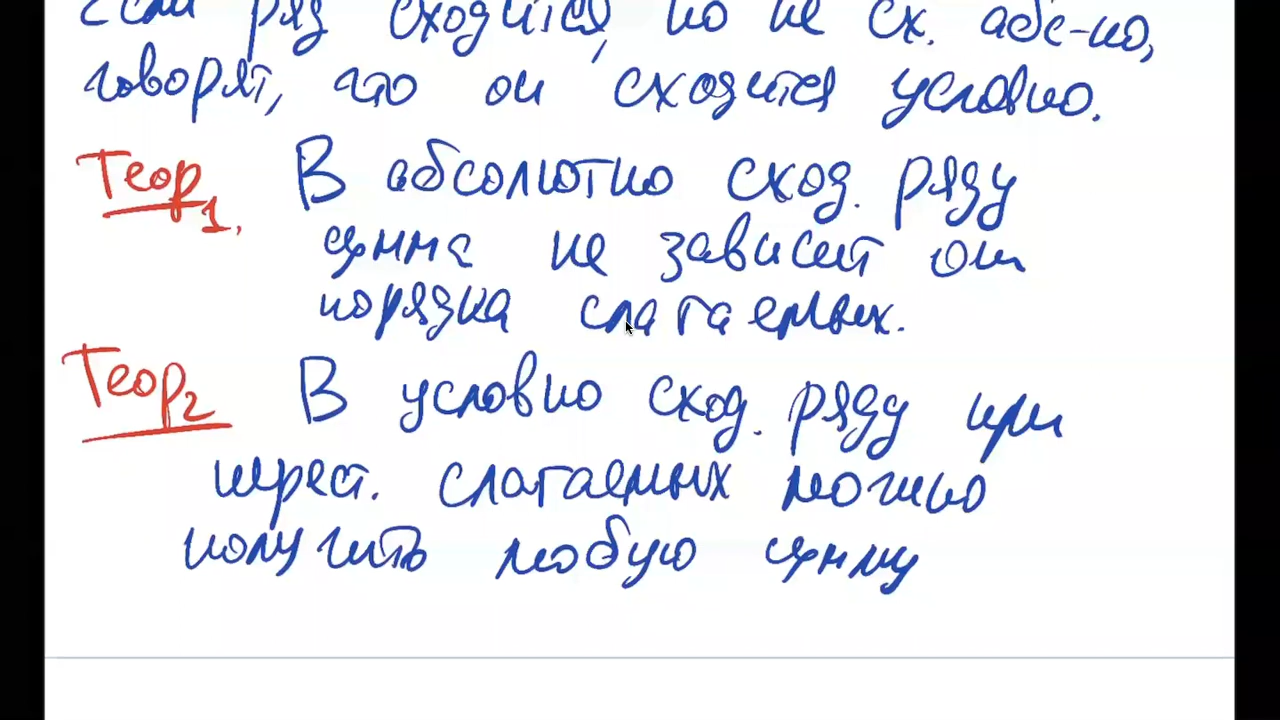 Если ряд сходится, но не сх. абс-но,
говорят, что он сходится условно.
Теор1. В абсолютно сход. ряду
сумма не зависит от
порядка слагаемых.
Теор2 В условно сход. ряду при
перест. слагаемых можно
получить любую сумму